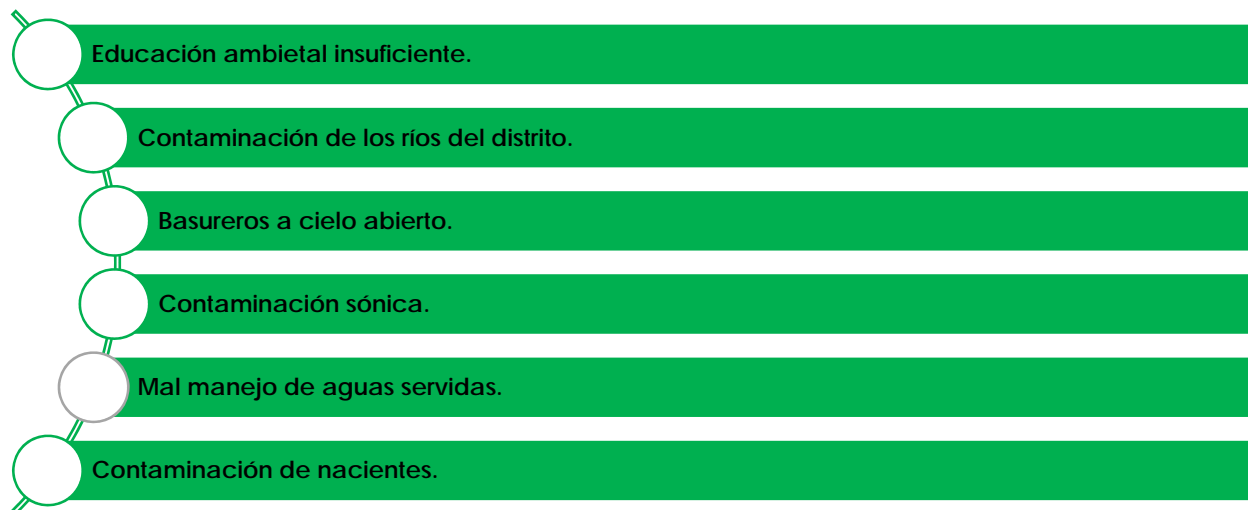 Educación ambietal insuficiente.
Contaminación de los ríos del distrito.
Basureros a cielo abierto.
Contaminación sónica.
Mal manejo de aguas servidas.
Contaminación de nacientes.